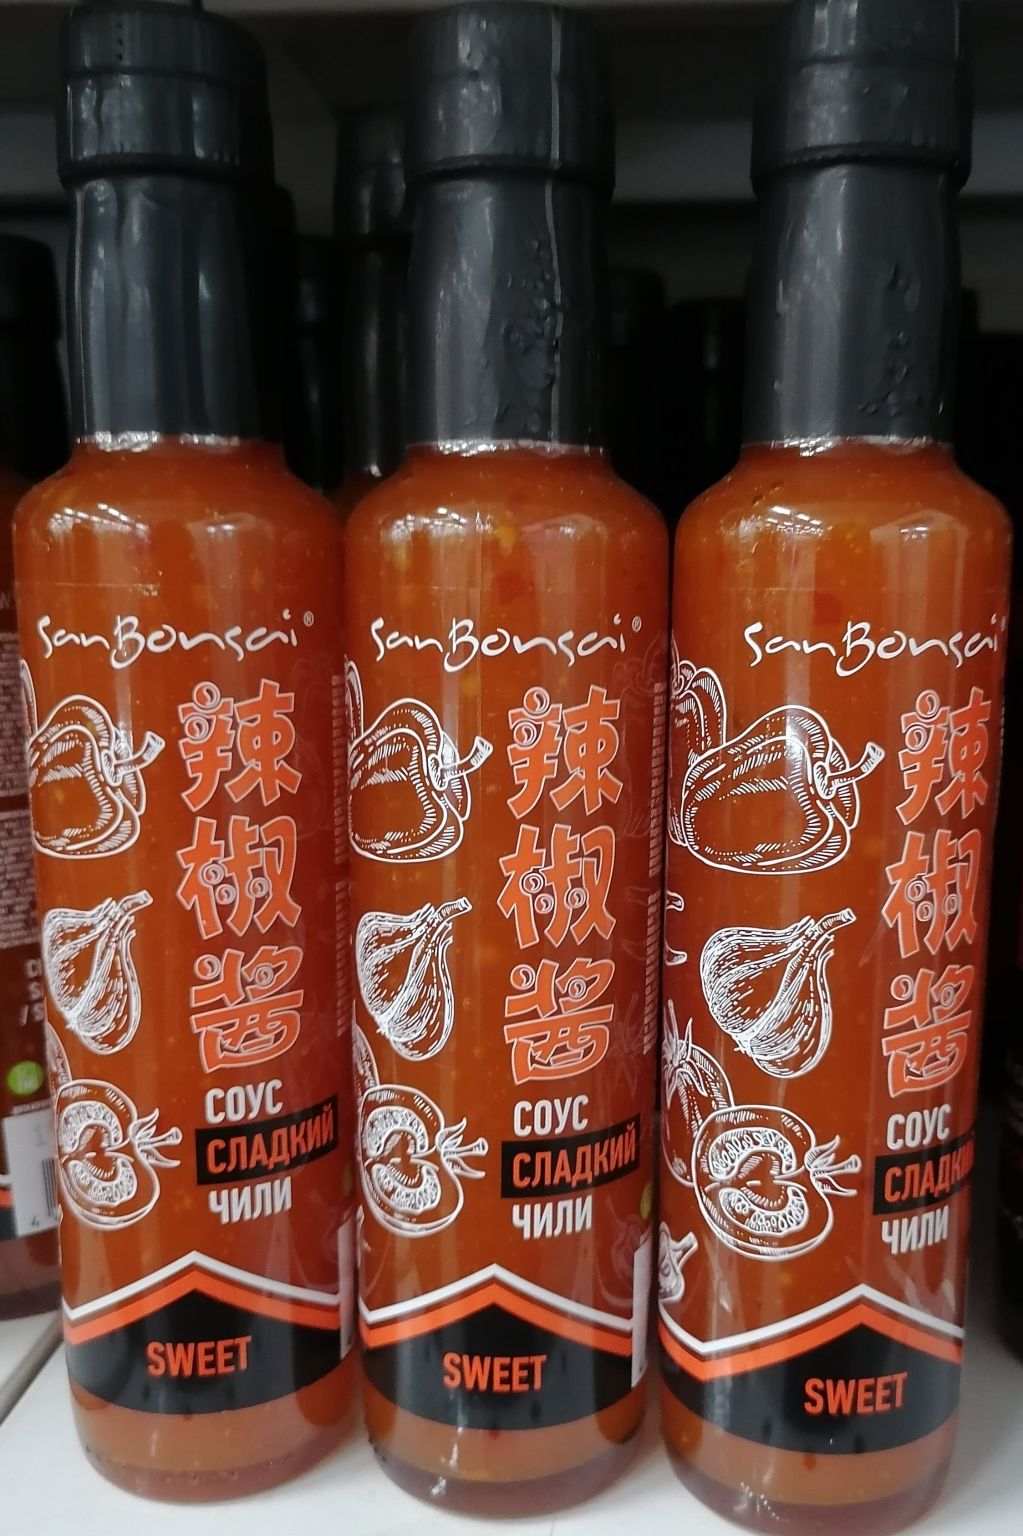 SanBonsai®
辣
椒
酱
СОУС
СЛАДКИЙ
ЧИЛИ
SWEET
SanBonsai®
辣
椒
酱
СОУС
СЛАДКИЙ
ЧИЛИ
SWEET
SanBonsai®
辣
椒
酱
СОУС
СЛАДКИЙ
ЧИЛИ
SWEET